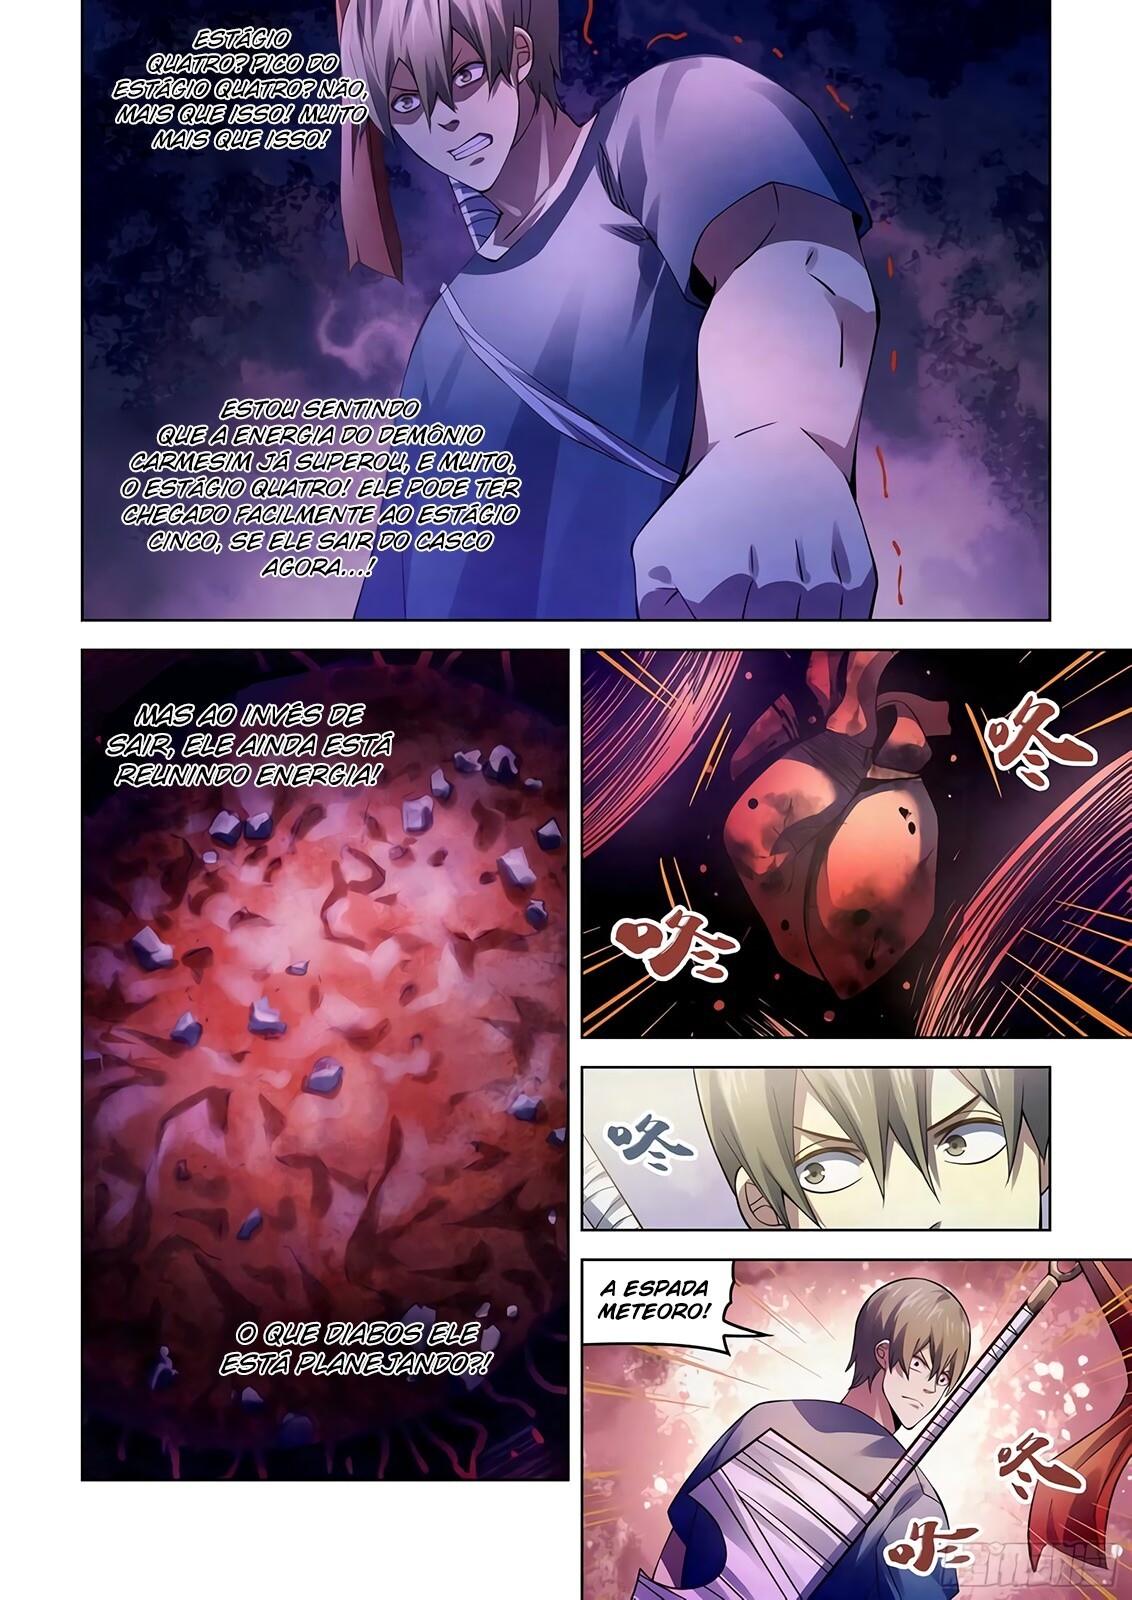 ESTÁGIO
QUATRO? PICO DO
ESTÁGIO QUATRO? NÃO,
MAIS QUE ISSO! MUITO
MAIS QUE ISSO!
ESTOU SENTINDO
QUE A ENERGIA DO DEMÔNIO
CARMESIM JÁ SUPEROU, E MUITO,
O ESTÁGIO QUATRO! ELE PODE TER
CHEGADO FACILMENTE AO ESTÁGIO
CINCO, SE ELE SAIR DO CASCO
AGORA...!
MAS AO INVÉS DE
SAIR, ELE AINDA ESTÁ
REUNINDO ENERGIA!
O QUE DIABOS ELE
ESTÁ PLANEJANDO?!
咚
咚
咚
A ESPADA
METEORO!
咚
咚